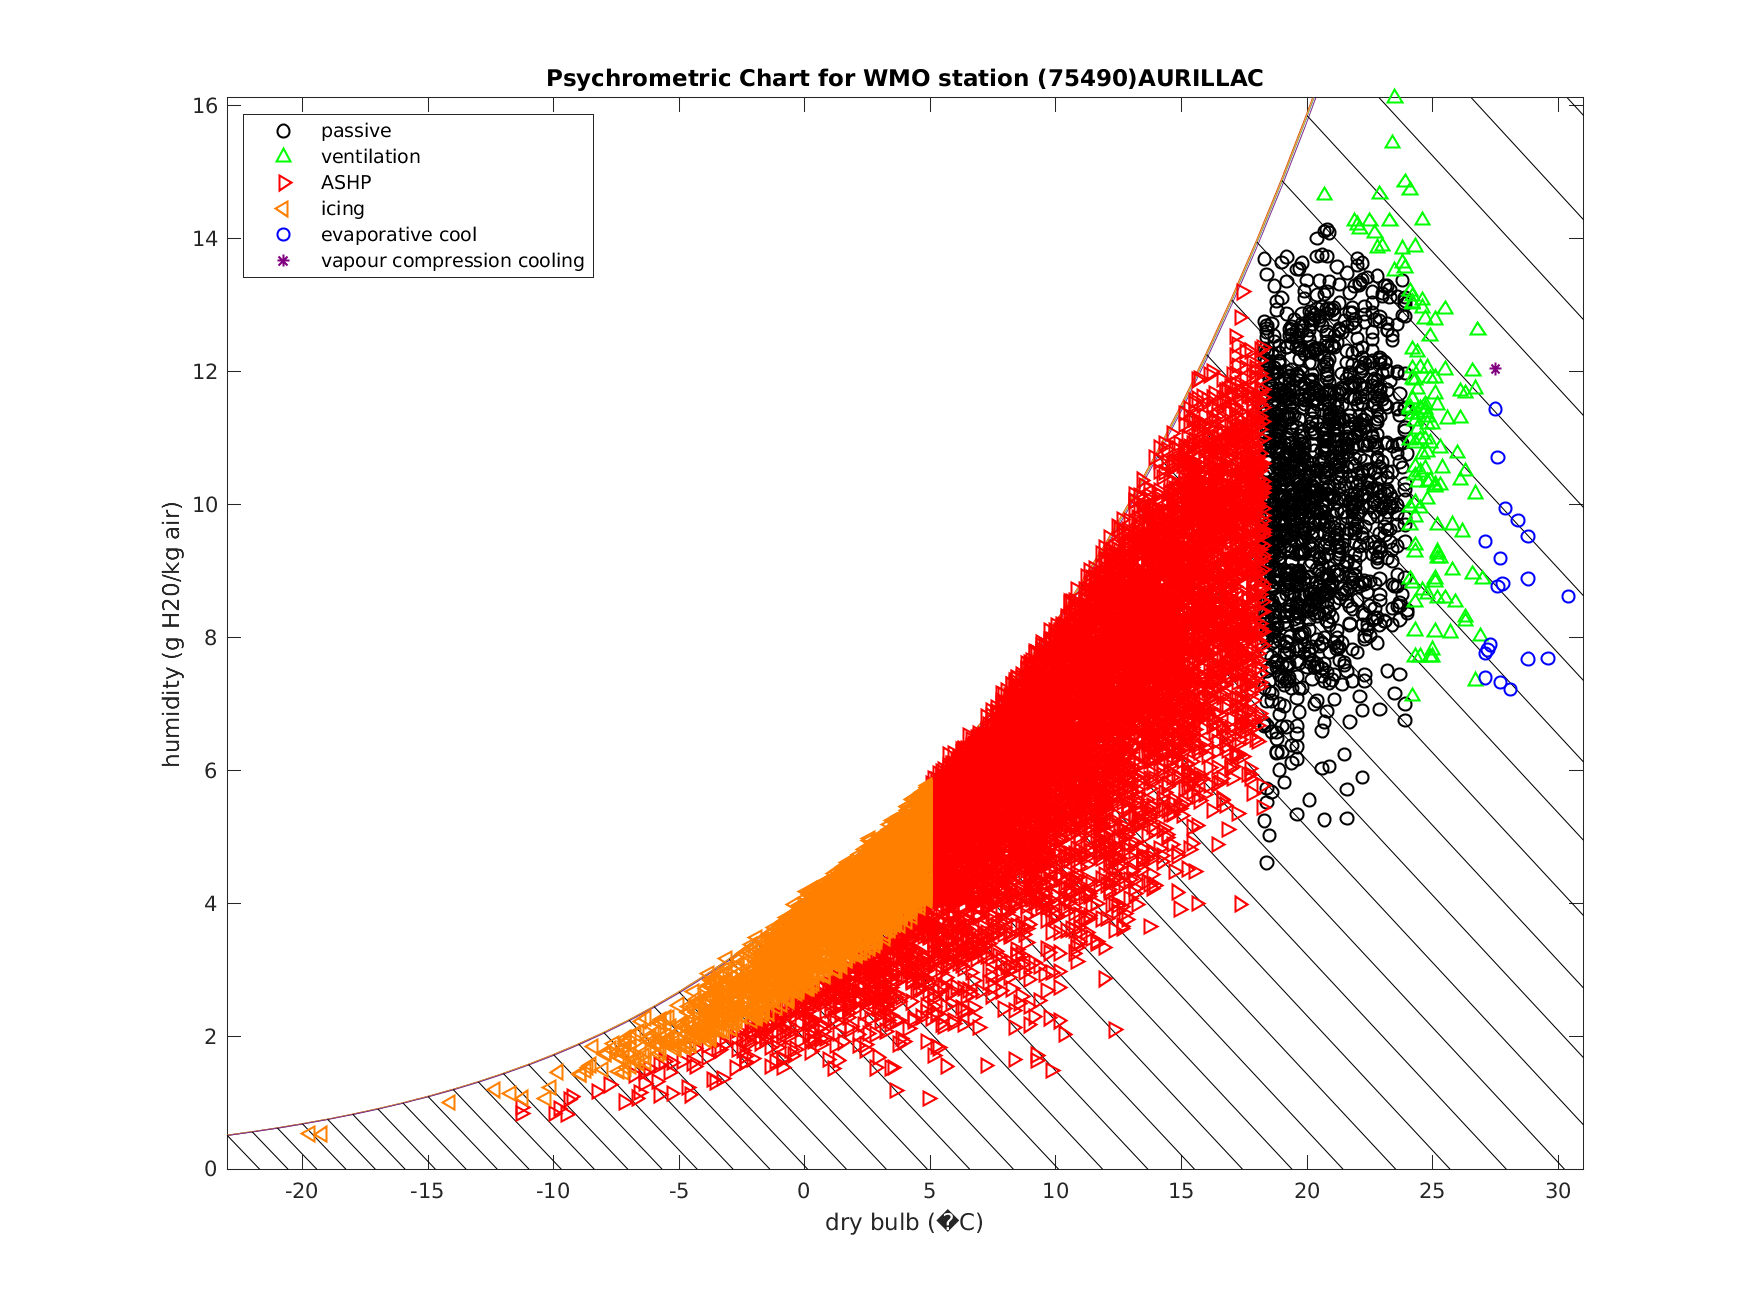 Psychrometric Chart for WMO station (75490)AURILLAC
passive
ventilation
ASHP
icing
evaporative cool
vapour compression cooling
humidity (g H20/kg air)
16
14
12
10
8
6
4
2
0
-20 -15 -10 -5 0 5 10 15 20 25 30
dry bulb (�C)